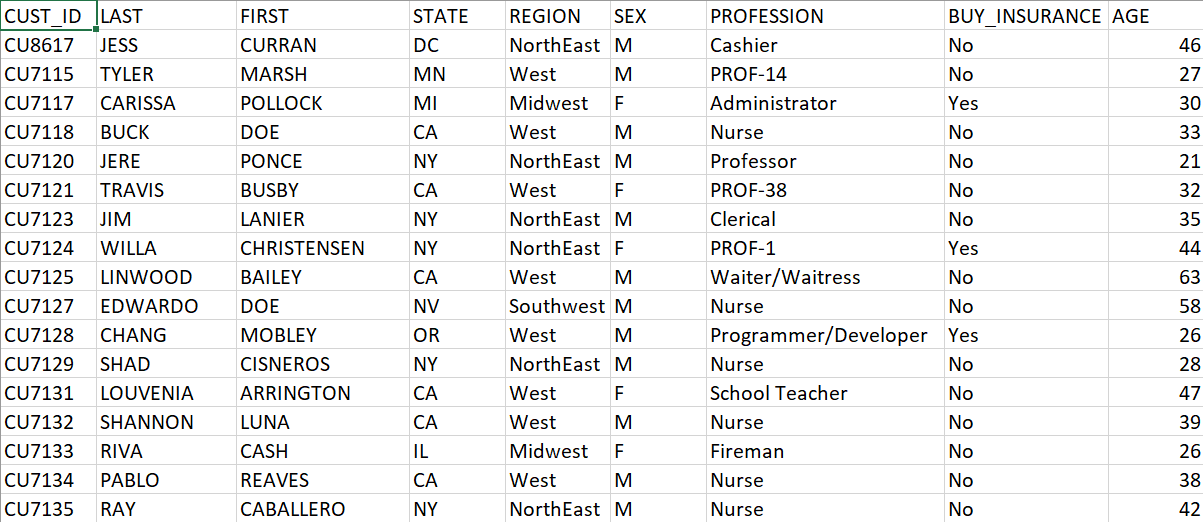 CUST_ID LAST FIRST STATE REGION SEX PROFESSION BUY_INSURANCE AGE
CU8617 JESS CURRAN DC NorthEast M Cashier No 46
CU7115 TYLER MARSH MN West M PROF-14 No 27
CU7117 CARISSA POLLOCK MI Midwest F Administrator Yes 30
CU7118 BUCK DOE CA West M Nurse No 33
CU7120 JERE PONCE NY NorthEast M Professor No 21
CU7121 TRAVIS BUSBY CA West F PROF-38 No 32
CU7123 JIM LANIER NY NorthEast M Clerical No 35
CU7124 WILLA CHRISTENSEN NY NorthEast F PROF-1 Yes 44
CU7125 LINWOOD BAILEY CA West M Waiter/Waitress No 63
CU7127 EDWARDO DOE NV Southwest M Nurse No 58
CU7128 CHANG MOBLEY OR West M Programmer/Developer Yes 26
CU7129 SHAD CISNEROS NY NorthEast M Nurse No 28
CU7131 LOUVENIA ARRINGTON CA West F School Teacher No 47
CU7132 SHANNON LUNA CA West M Nurse No 39
CU7133 RIVA CASH IL Midwest F Fireman No 26
CU7134 PABLO REAVES CA West M Nurse No 38
CU7135 RAY CABALLERO NY NorthEast M Nurse No 42